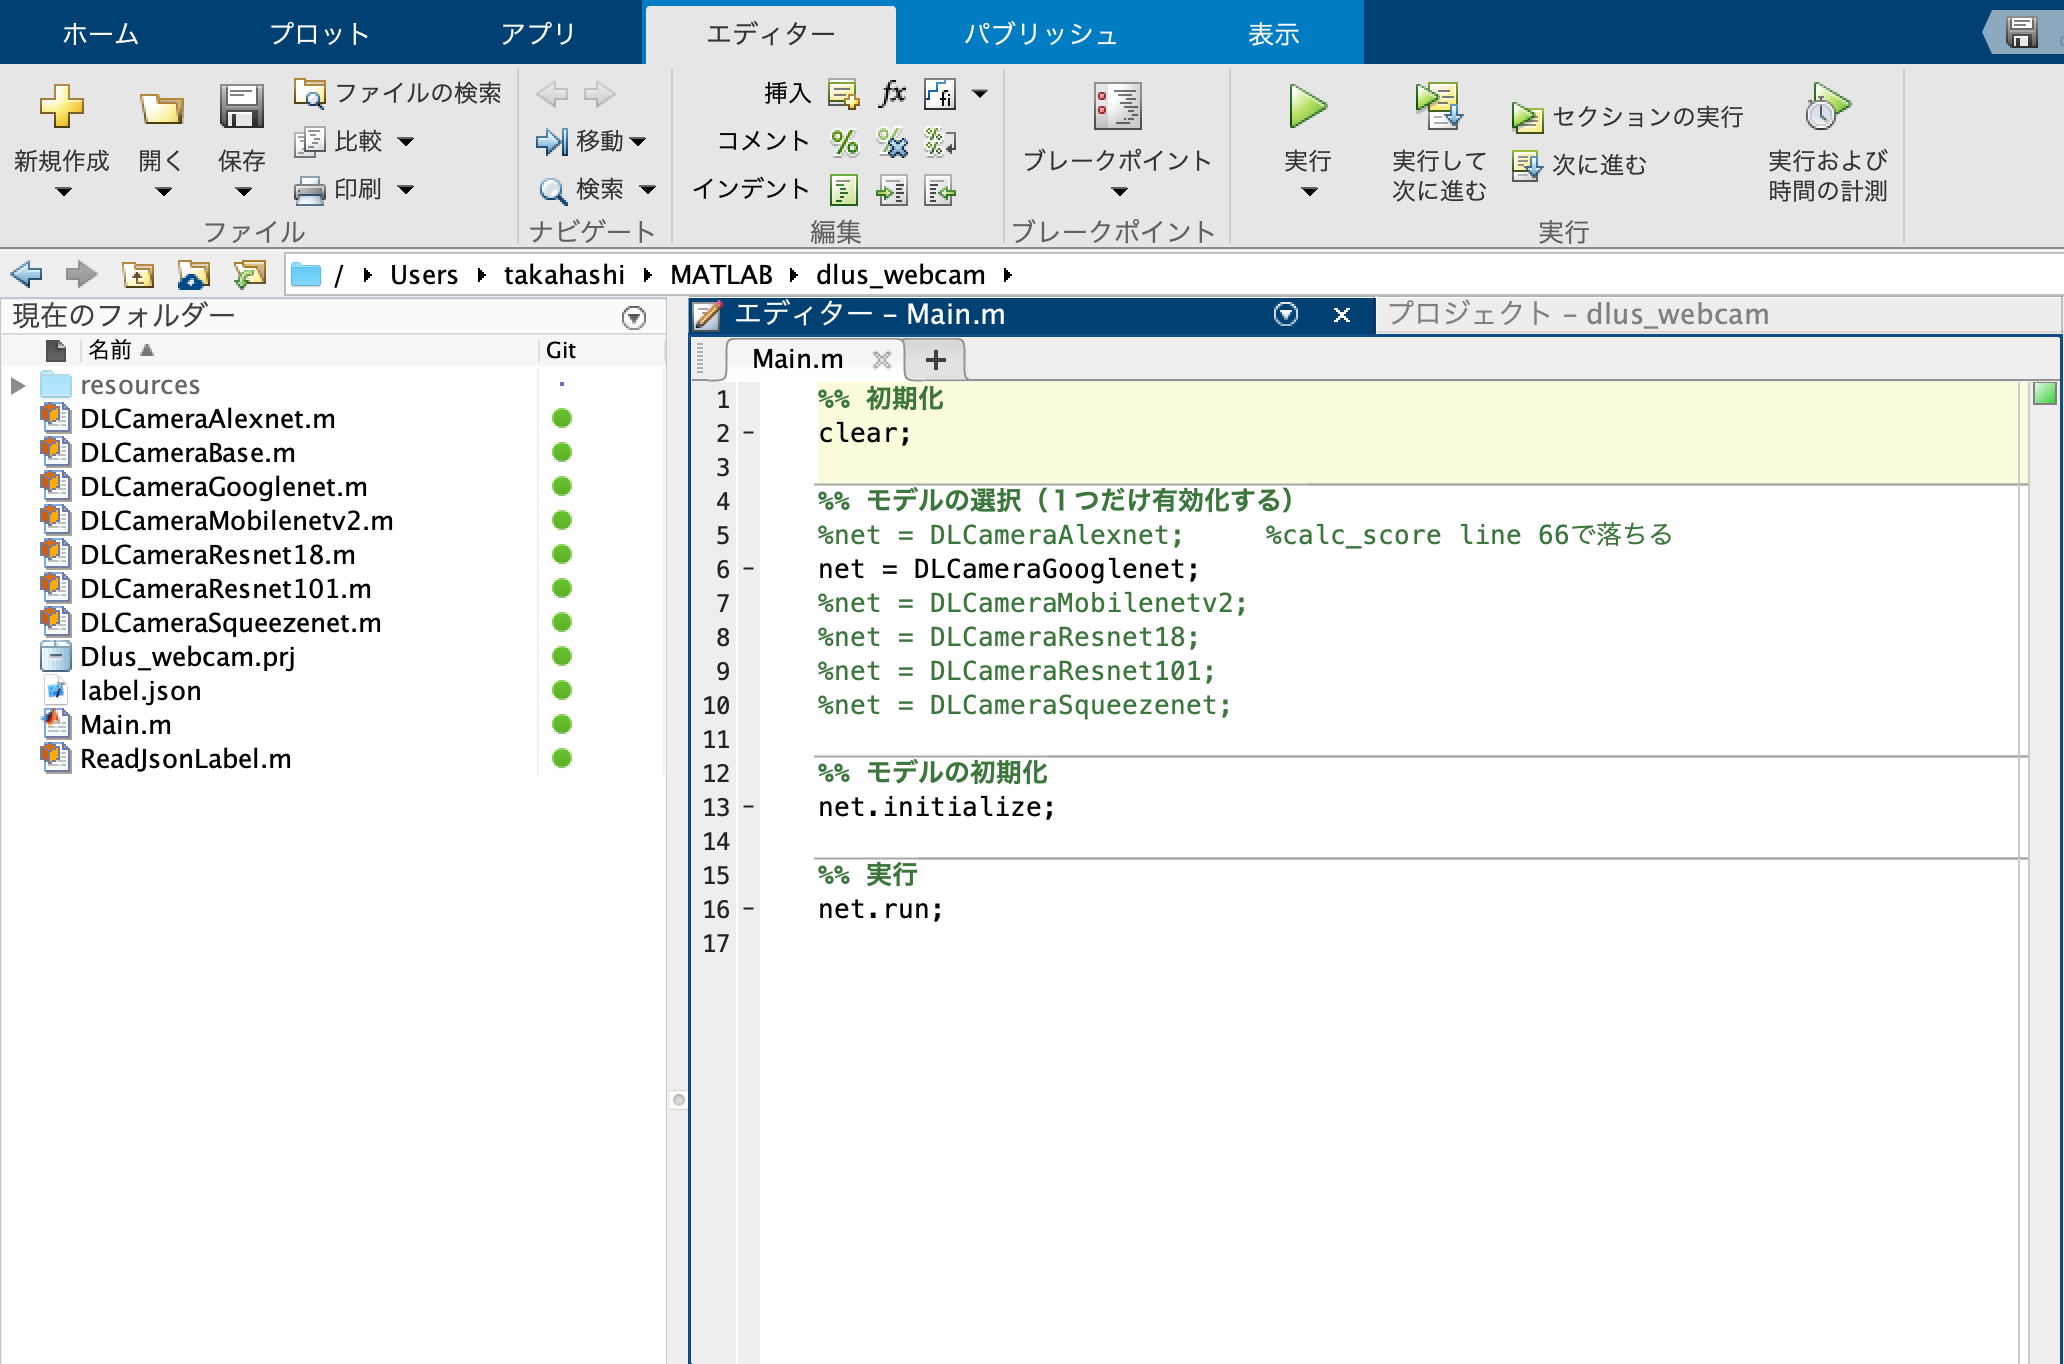 ホーム プロット アプリ エディター パブリッシュ 表示
新規作成 開く 保存 ファイルの検索 比較 印刷
ファイル
移動 検索
ナビゲート
挿入 fx fi
コメント % %
インデント
編集
ブレークポイント
ブレークポイント
実行 実行して次に進む セクションの実行 次に進む 実行および時間の計測
実行
/ Users takahashi MATLAB dlus_webcam
現在のフォルダー
名前 Git
resources
DLCameraAlexnet.m
DLCameraBase.m
DLCameraGooglenet.m
DLCameraMobilenetv2.m
DLCameraResnet18.m
DLCameraResnet101.m
DLCameraSqueezenet.m
Dlus_webcam.prj
label.json
Main.m
ReadJsonLabel.m
エディター – Main.m プロジェクト – dlus_webcam
Main.m +
1 %% 初期化
2 – clear;
3
4 %% モデルの選択（１つだけ有効化する）
5 %net = DLCameraAlexnet; %calc_score line 66で落ちる
6 – net = DLCameraGooglenet;
7 %net = DLCameraMobilenetv2;
8 %net = DLCameraResnet18;
9 %net = DLCameraResnet101;
10 %net = DLCameraSqueezenet;
11
12 %% モデルの初期化
13 – net.initialize;
14
15 %% 実行
16 – net.run;
17